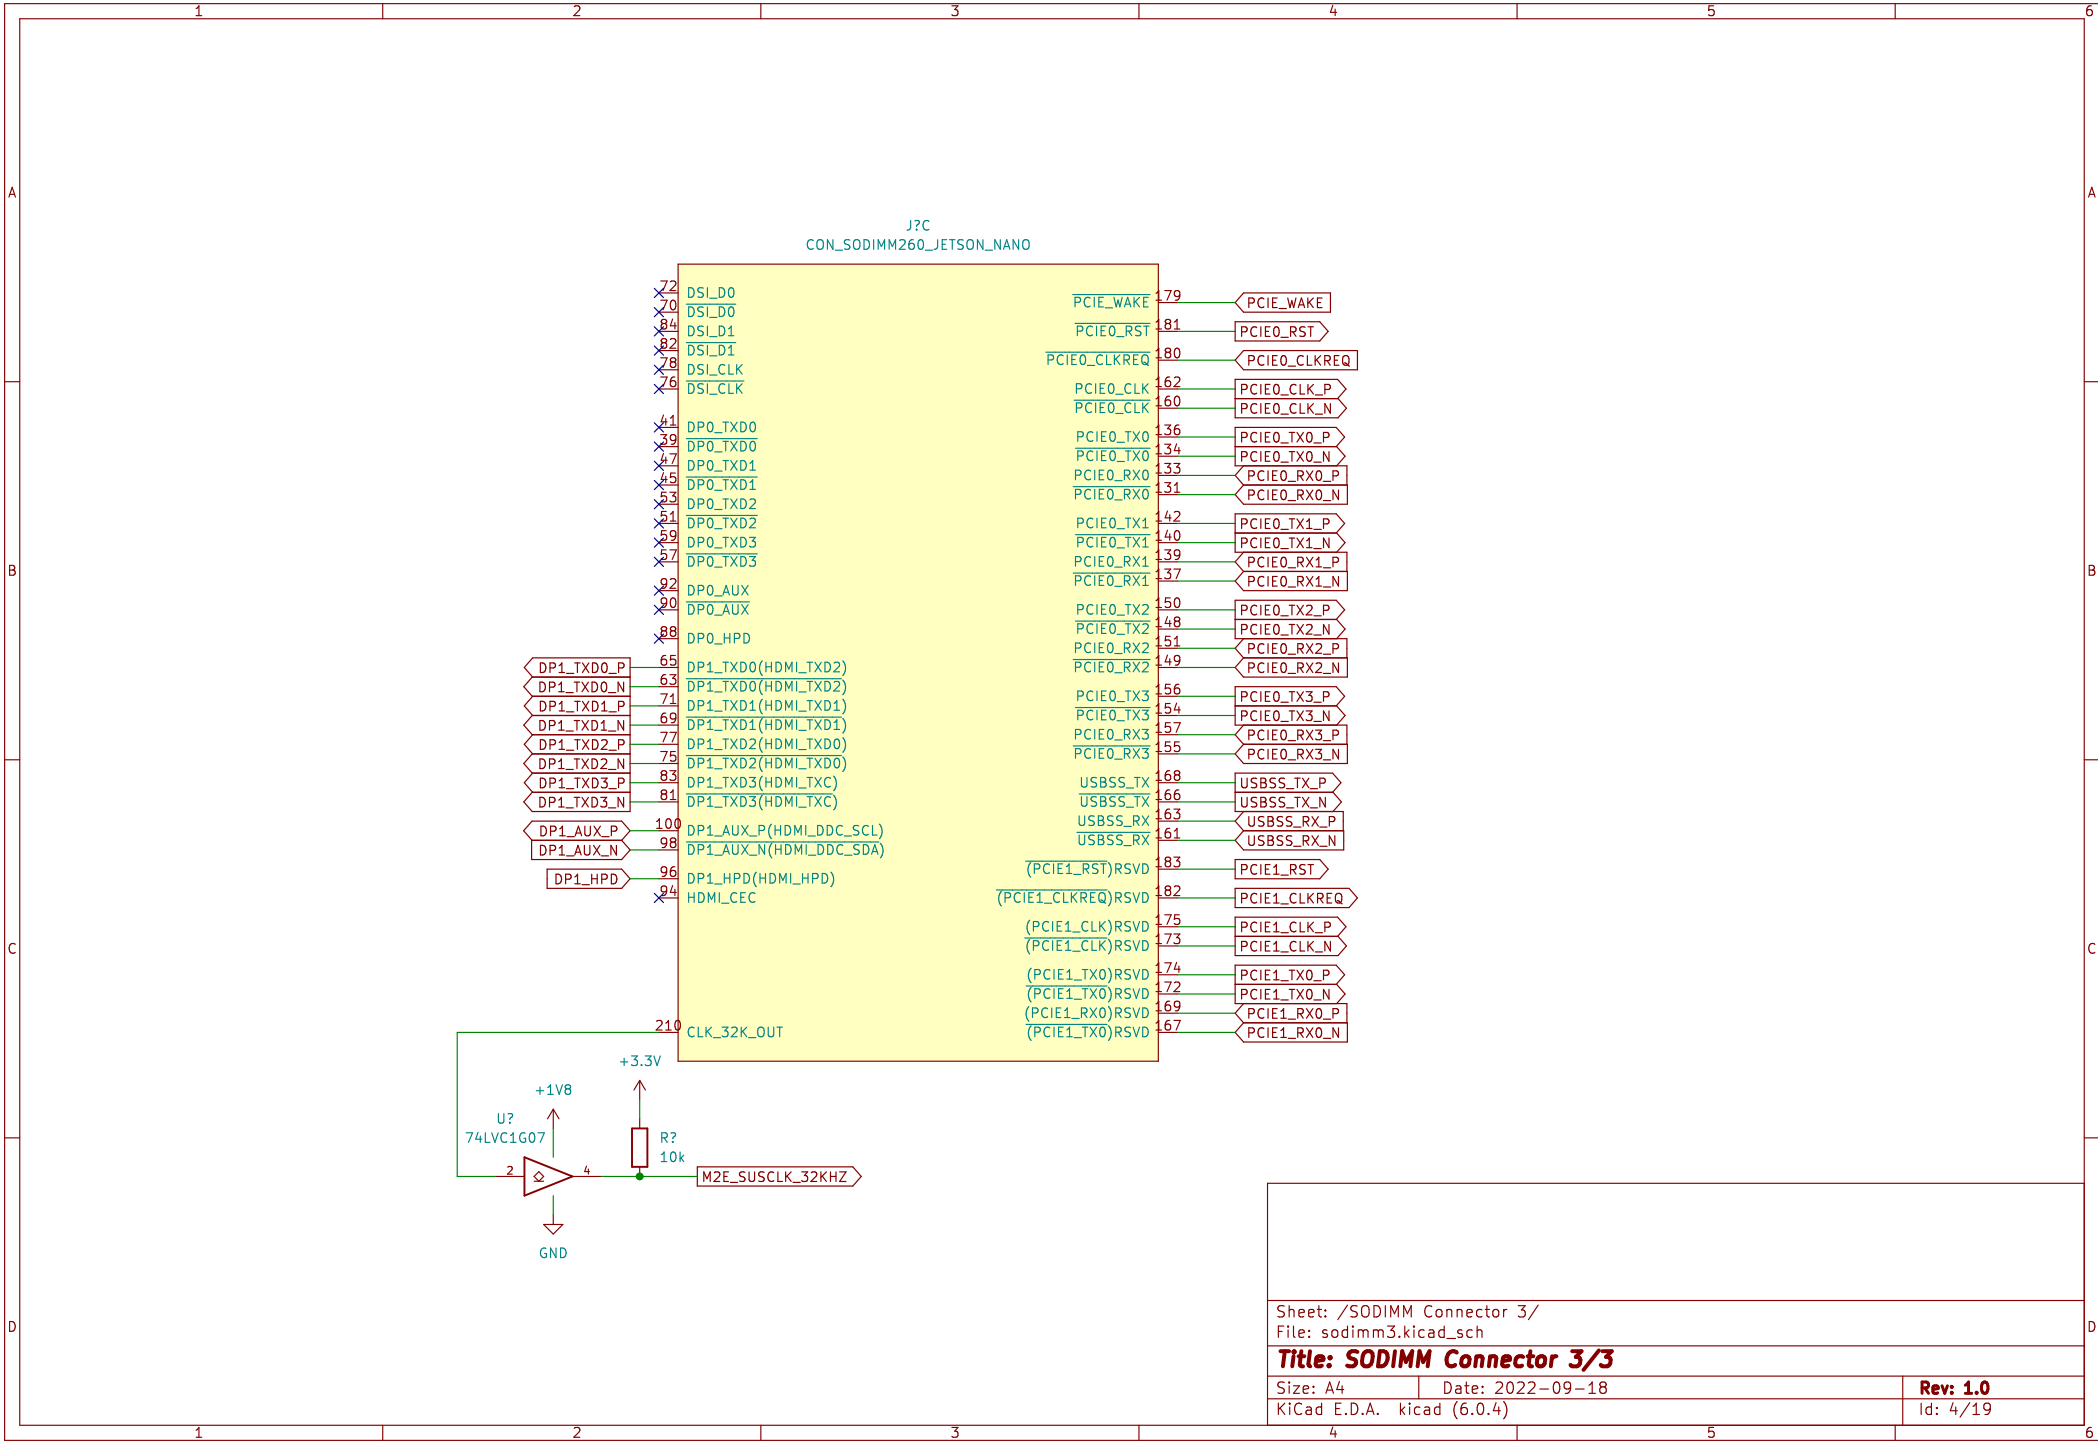 1 2 3 4 5 6
A A
B B
C C
D D
J?C
CON_SODIMM260_JETSON_NANO
72 DSI_D0
70 DSI_D0
84 DSI_D1
82 DSI_D1
78 DSI_CLK
76 DSI_CLK
41 DP0_TXD0
39 DP0_TXD0
47 DP0_TXD1
45 DP0_TXD1
53 DP0_TXD2
51 DP0_TXD2
59 DP0_TXD3
57 DP0_TXD3
92 DP0_AUX
90 DP0_AUX
88 DP0_HPD
DP1_TXD0_P 65 DP1_TXD0(HDMI_TXD2)
DP1_TXD0_N 63 DP1_TXD0(HDMI_TXD2)
DP1_TXD1_P 71 DP1_TXD1(HDMI_TXD1)
DP1_TXD1_N 69 DP1_TXD1(HDMI_TXD1)
DP1_TXD2_P 77 DP1_TXD2(HDMI_TXD0)
DP1_TXD2_N 75 DP1_TXD2(HDMI_TXD0)
DP1_TXD3_P 83 DP1_TXD3(HDMI_TXC)
DP1_TXD3_N 81 DP1_TXD3(HDMI_TXC)
DP1_AUX_P 100 DP1_AUX_P(HDMI_DDC_SCL)
DP1_AUX_N 98 DP1_AUX_N(HDMI_DDC_SDA)
DP1_HPD 96 DP1_HPD(HDMI_HPD)
94 HDMI_CEC
210 CLK_32K_OUT
PCIE_WAKE 179 PCIE_WAKE
PCIE0_RST 181 PCIE0_RST
PCIE0_CLKREQ 180 PCIE0_CLKREQ
PCIE0_CLK 162 PCIE0_CLK_P
PCIE0_CLK 160 PCIE0_CLK_N
PCIE0_TX0 136 PCIE0_TX0_P
PCIE0_TX0 134 PCIE0_TX0_N
PCIE0_RX0 133 PCIE0_RX0_P
PCIE0_RX0 131 PCIE0_RX0_N
PCIE0_TX1 142 PCIE0_TX1_P
PCIE0_TX1 140 PCIE0_TX1_N
PCIE0_RX1 139 PCIE0_RX1_P
PCIE0_RX1 137 PCIE0_RX1_N
PCIE0_TX2 150 PCIE0_TX2_P
PCIE0_TX2 148 PCIE0_TX2_N
PCIE0_RX2 151 PCIE0_RX2_P
PCIE0_RX2 149 PCIE0_RX2_N
PCIE0_TX3 156 PCIE0_TX3_P
PCIE0_TX3 154 PCIE0_TX3_N
PCIE0_RX3 157 PCIE0_RX3_P
PCIE0_RX3 155 PCIE0_RX3_N
USBSS_TX 168 USBSS_TX_P
USBSS_TX 166 USBSS_TX_N
USBSS_RX 163 USBSS_RX_P
USBSS_RX 161 USBSS_RX_N
(PCIE1_RST)RSVD 183 PCIE1_RST
(PCIE1_CLKREQ)RSVD 182 PCIE1_CLKREQ
(PCIE1_CLK)RSVD 175 PCIE1_CLK_P
(PCIE1_CLK)RSVD 173 PCIE1_CLK_N
(PCIE1_TX0)RSVD 174 PCIE1_TX0_P
(PCIE1_TX0)RSVD 172 PCIE1_TX0_N
(PCIE1_RX0)RSVD 169 PCIE1_RX0_P
(PCIE1_TX0)RSVD 167 PCIE1_RX0_N
+3.3V
+1V8
U?
74LVC1G07
R?
10k
2 4
M2E_SUSCLK_32KHZ
GND
Sheet: /SODIMM Connector 3/
File: sodimm3.kicad_sch
Title: SODIMM Connector 3/3
Size: A4 Date: 2022-09-18 Rev: 1.0
KiCad E.D.A. kicad (6.0.4) Id: 4/19
1 2 3 4 5 6